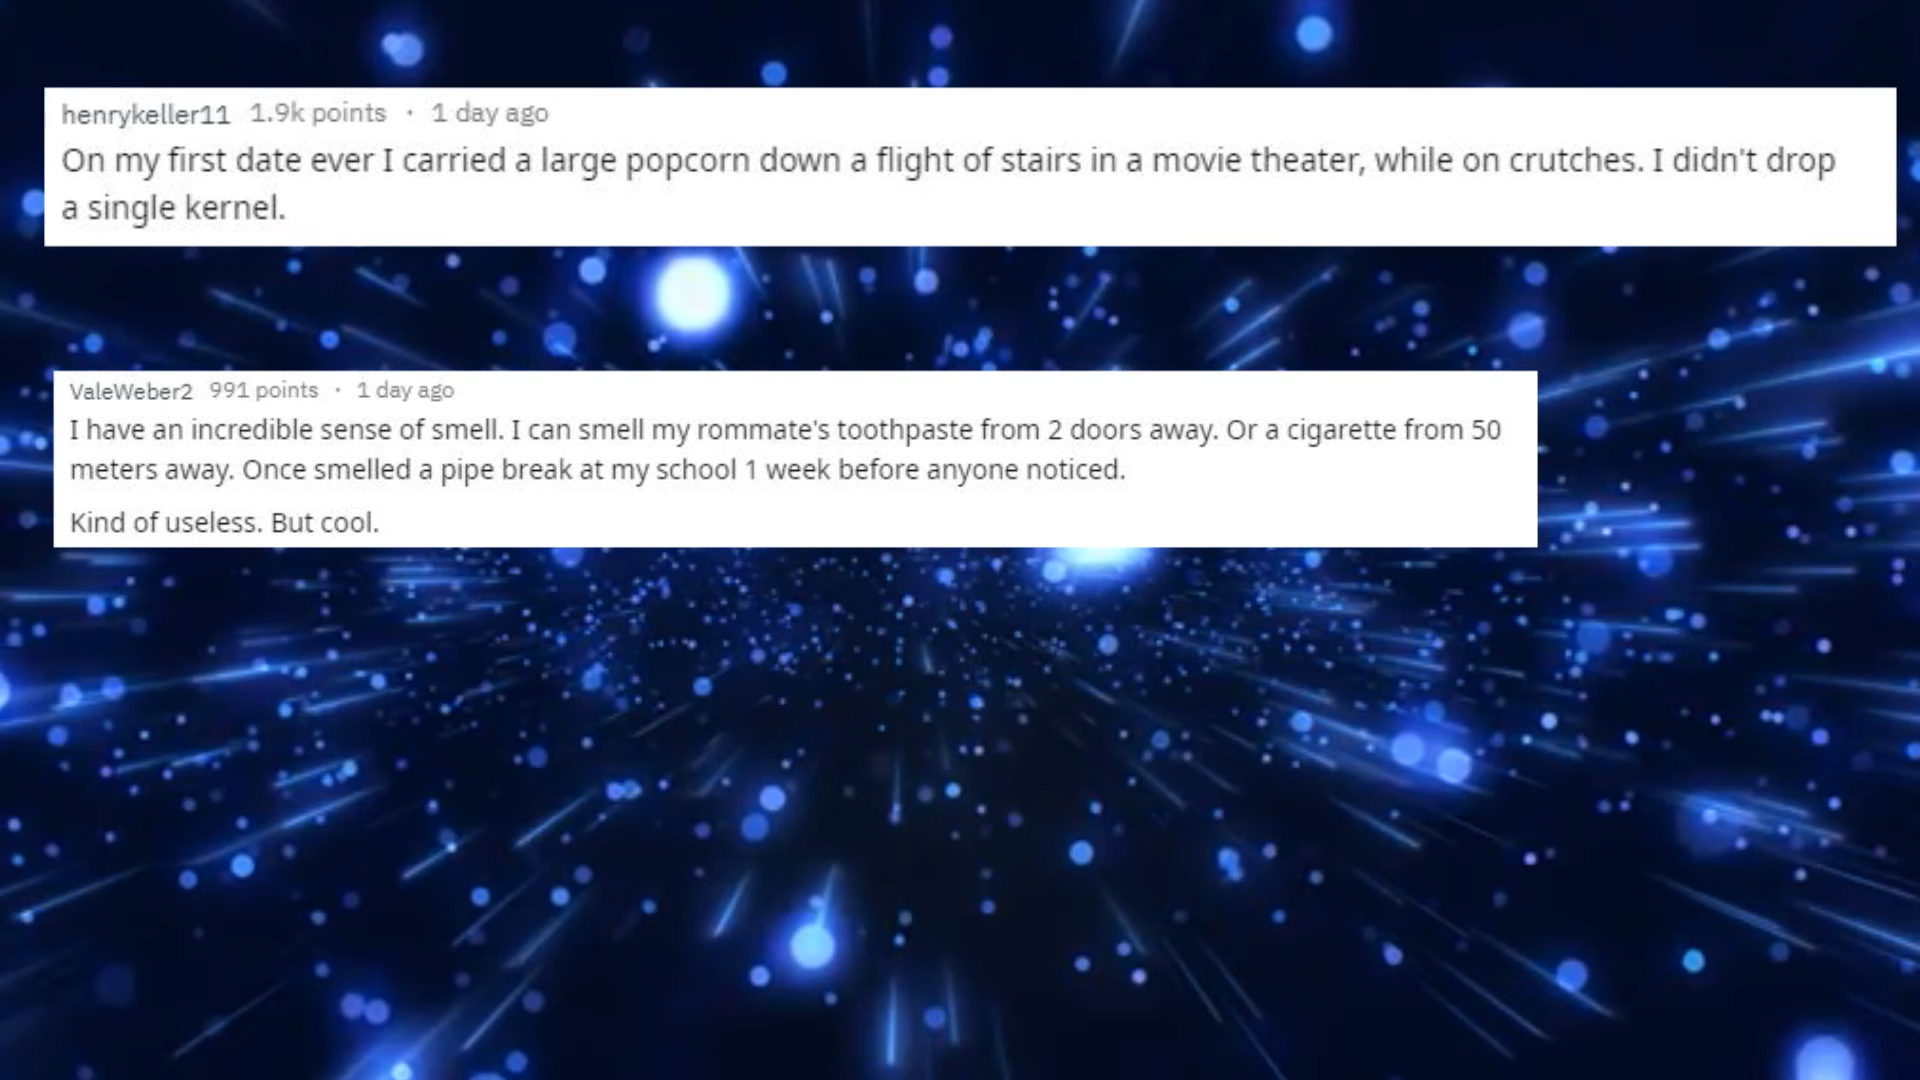 henrykeller11 1.9k points · 1 day ago
On my first date ever I carried a large popcorn down a flight of stairs in a movie theater, while on crutches. I didn't drop
a single kernel.
ValeWeber2 991 points · 1 day ago
I have an incredible sense of smell. I can smell my rommate's toothpaste from 2 doors away. Or a cigarette from 50
meters away. Once smelled a pipe break at my school 1 week before anyone noticed.
Kind of useless. But cool.